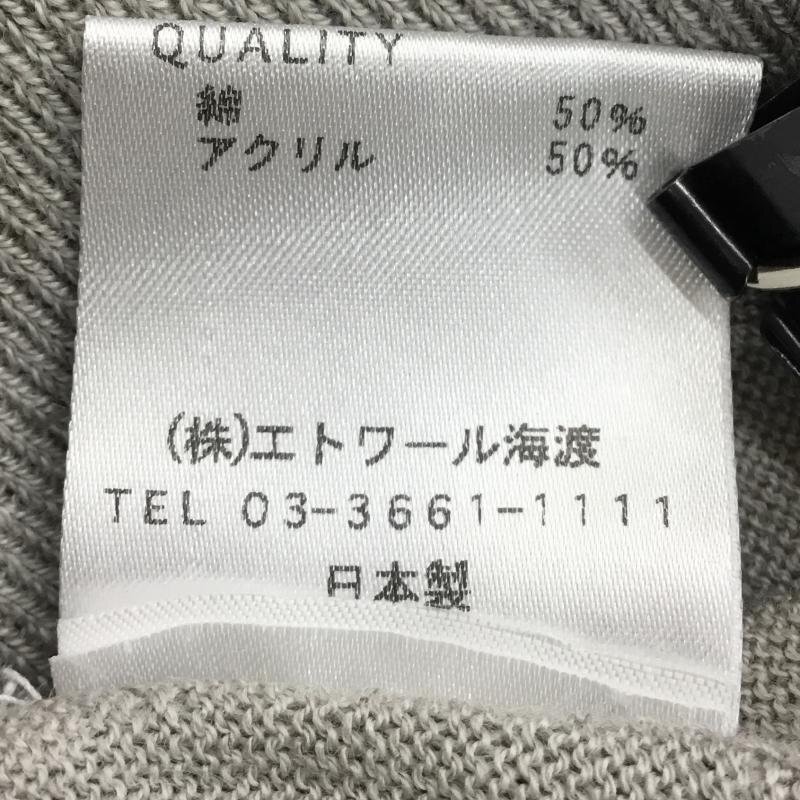 QUALITY
綿 50%
アクリル 50%
(株)エトワール海渡
TEL 03-3661-1111
日本製